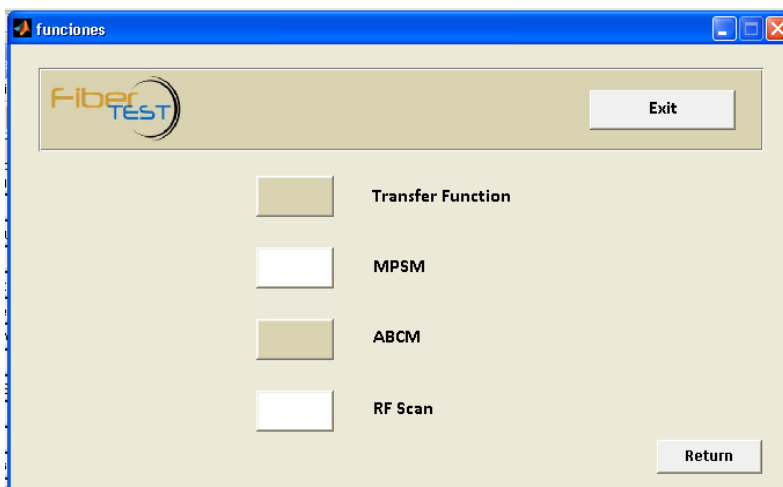 funciones
Fiber
TEST
Exit
Transfer Function
MPSM
ABCM
RF Scan
Return